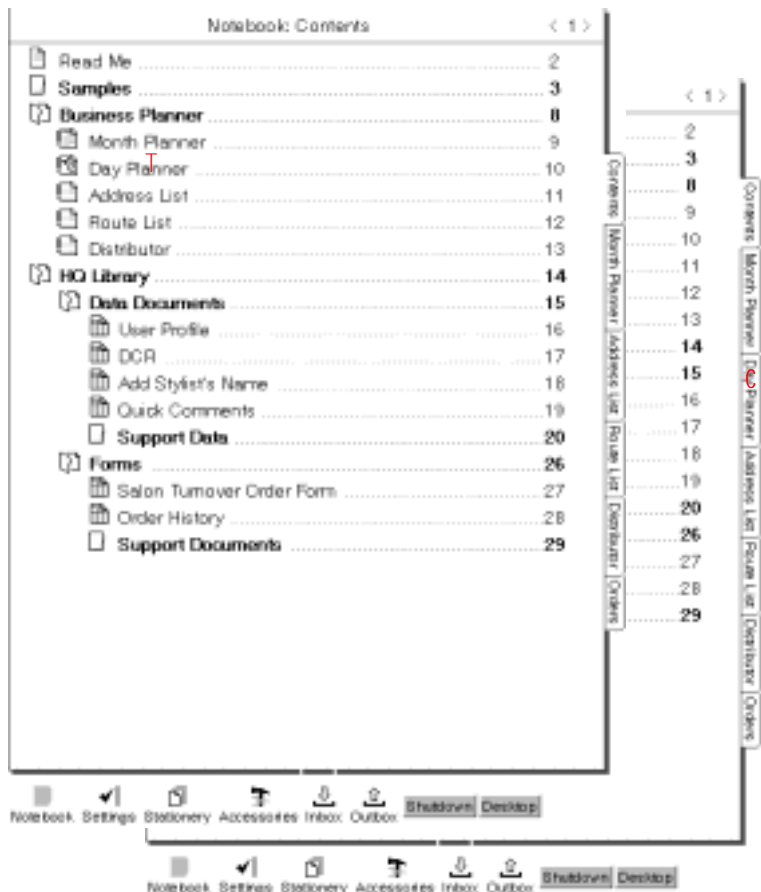 Notebook: Contents < 1 >
Read Me 2
Samples 3
Business Planner 8
Month Planner 9
Day Planner 10
Address List 11
Route List 12
Distributor 13
HQ Library 14
Data Documents 15
User Profile 16
DCR 17
Add Stylist's Name 18
Quick Comments 19
Support Data 20
Forms 26
Salon Turnover Order Form 27
Order History 28
Support Documents 29
Contents
Month Planner
Address List
Route List
Distributor
Orders
Notebook Settings Stationery Accessories Inbox Outbox Shutdown Desktop
< 1 >
2
3
8
9
10
11
12
13
14
15
16
17
18
19
20
26
27
28
29
Contents
Month Planner
Day Planner
Address List
Route List
Distributor
Orders
Notebook Settings Stationery Accessories Inbox Outbox Shutdown Desktop